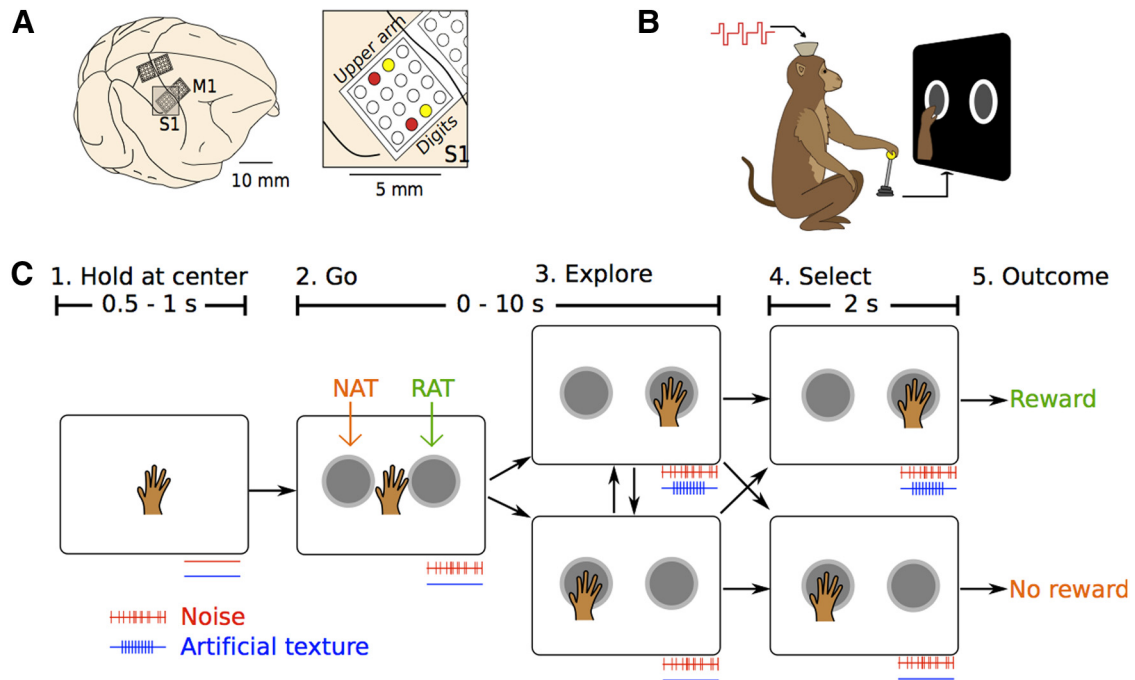 A
Upper arm
M1
S1
Digits
S1
10 mm
5 mm
B
C
1. Hold at center
2. Go
3. Explore
4. Select
5. Outcome
0.5 - 1 s
0 - 10 s
2 s
NAT
RAT
Reward
No reward
Noise
Artificial texture